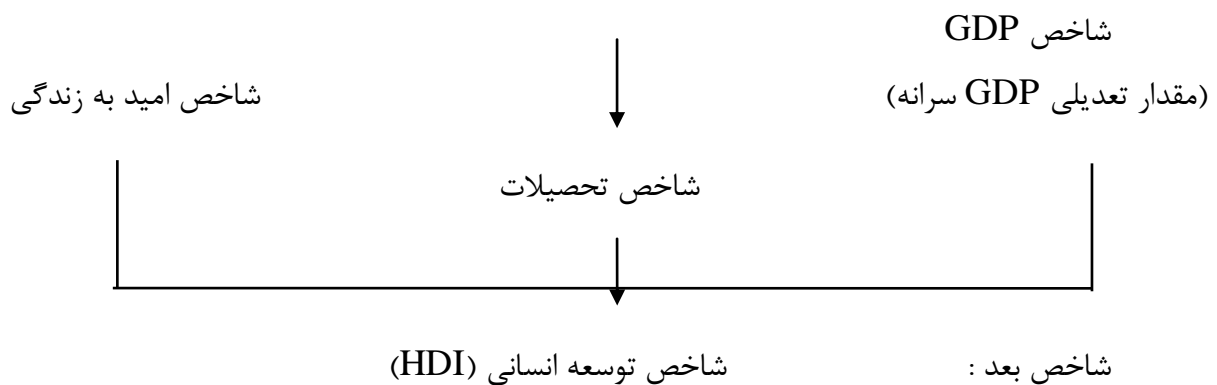 شاخص GDP
(مقدار تعدیلی GDP سرانه)
شاخص امید به زندگی
شاخص تحصیلات
شاخص بعد :
شاخص توسعه انسانی (HDI)